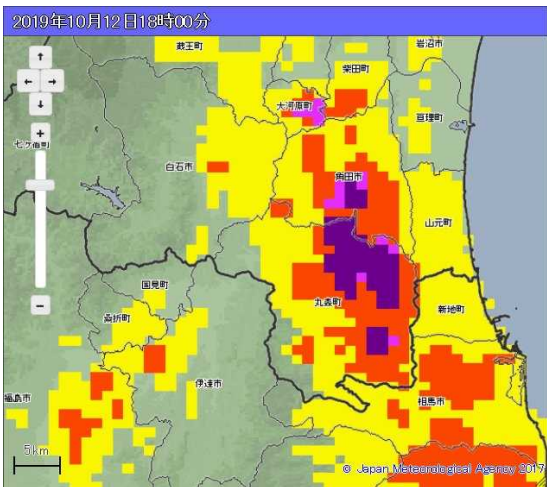 2019年10月12日18時00分
蔵王町
岩沼市
柴田町
大河原町
亘理町
七ヶ宿町
白石市
角田市
山元町
国見町
丸森町
新地町
桑折町
伊達市
福島市
相馬市
5km
© Japan Meteorological Agency 2017